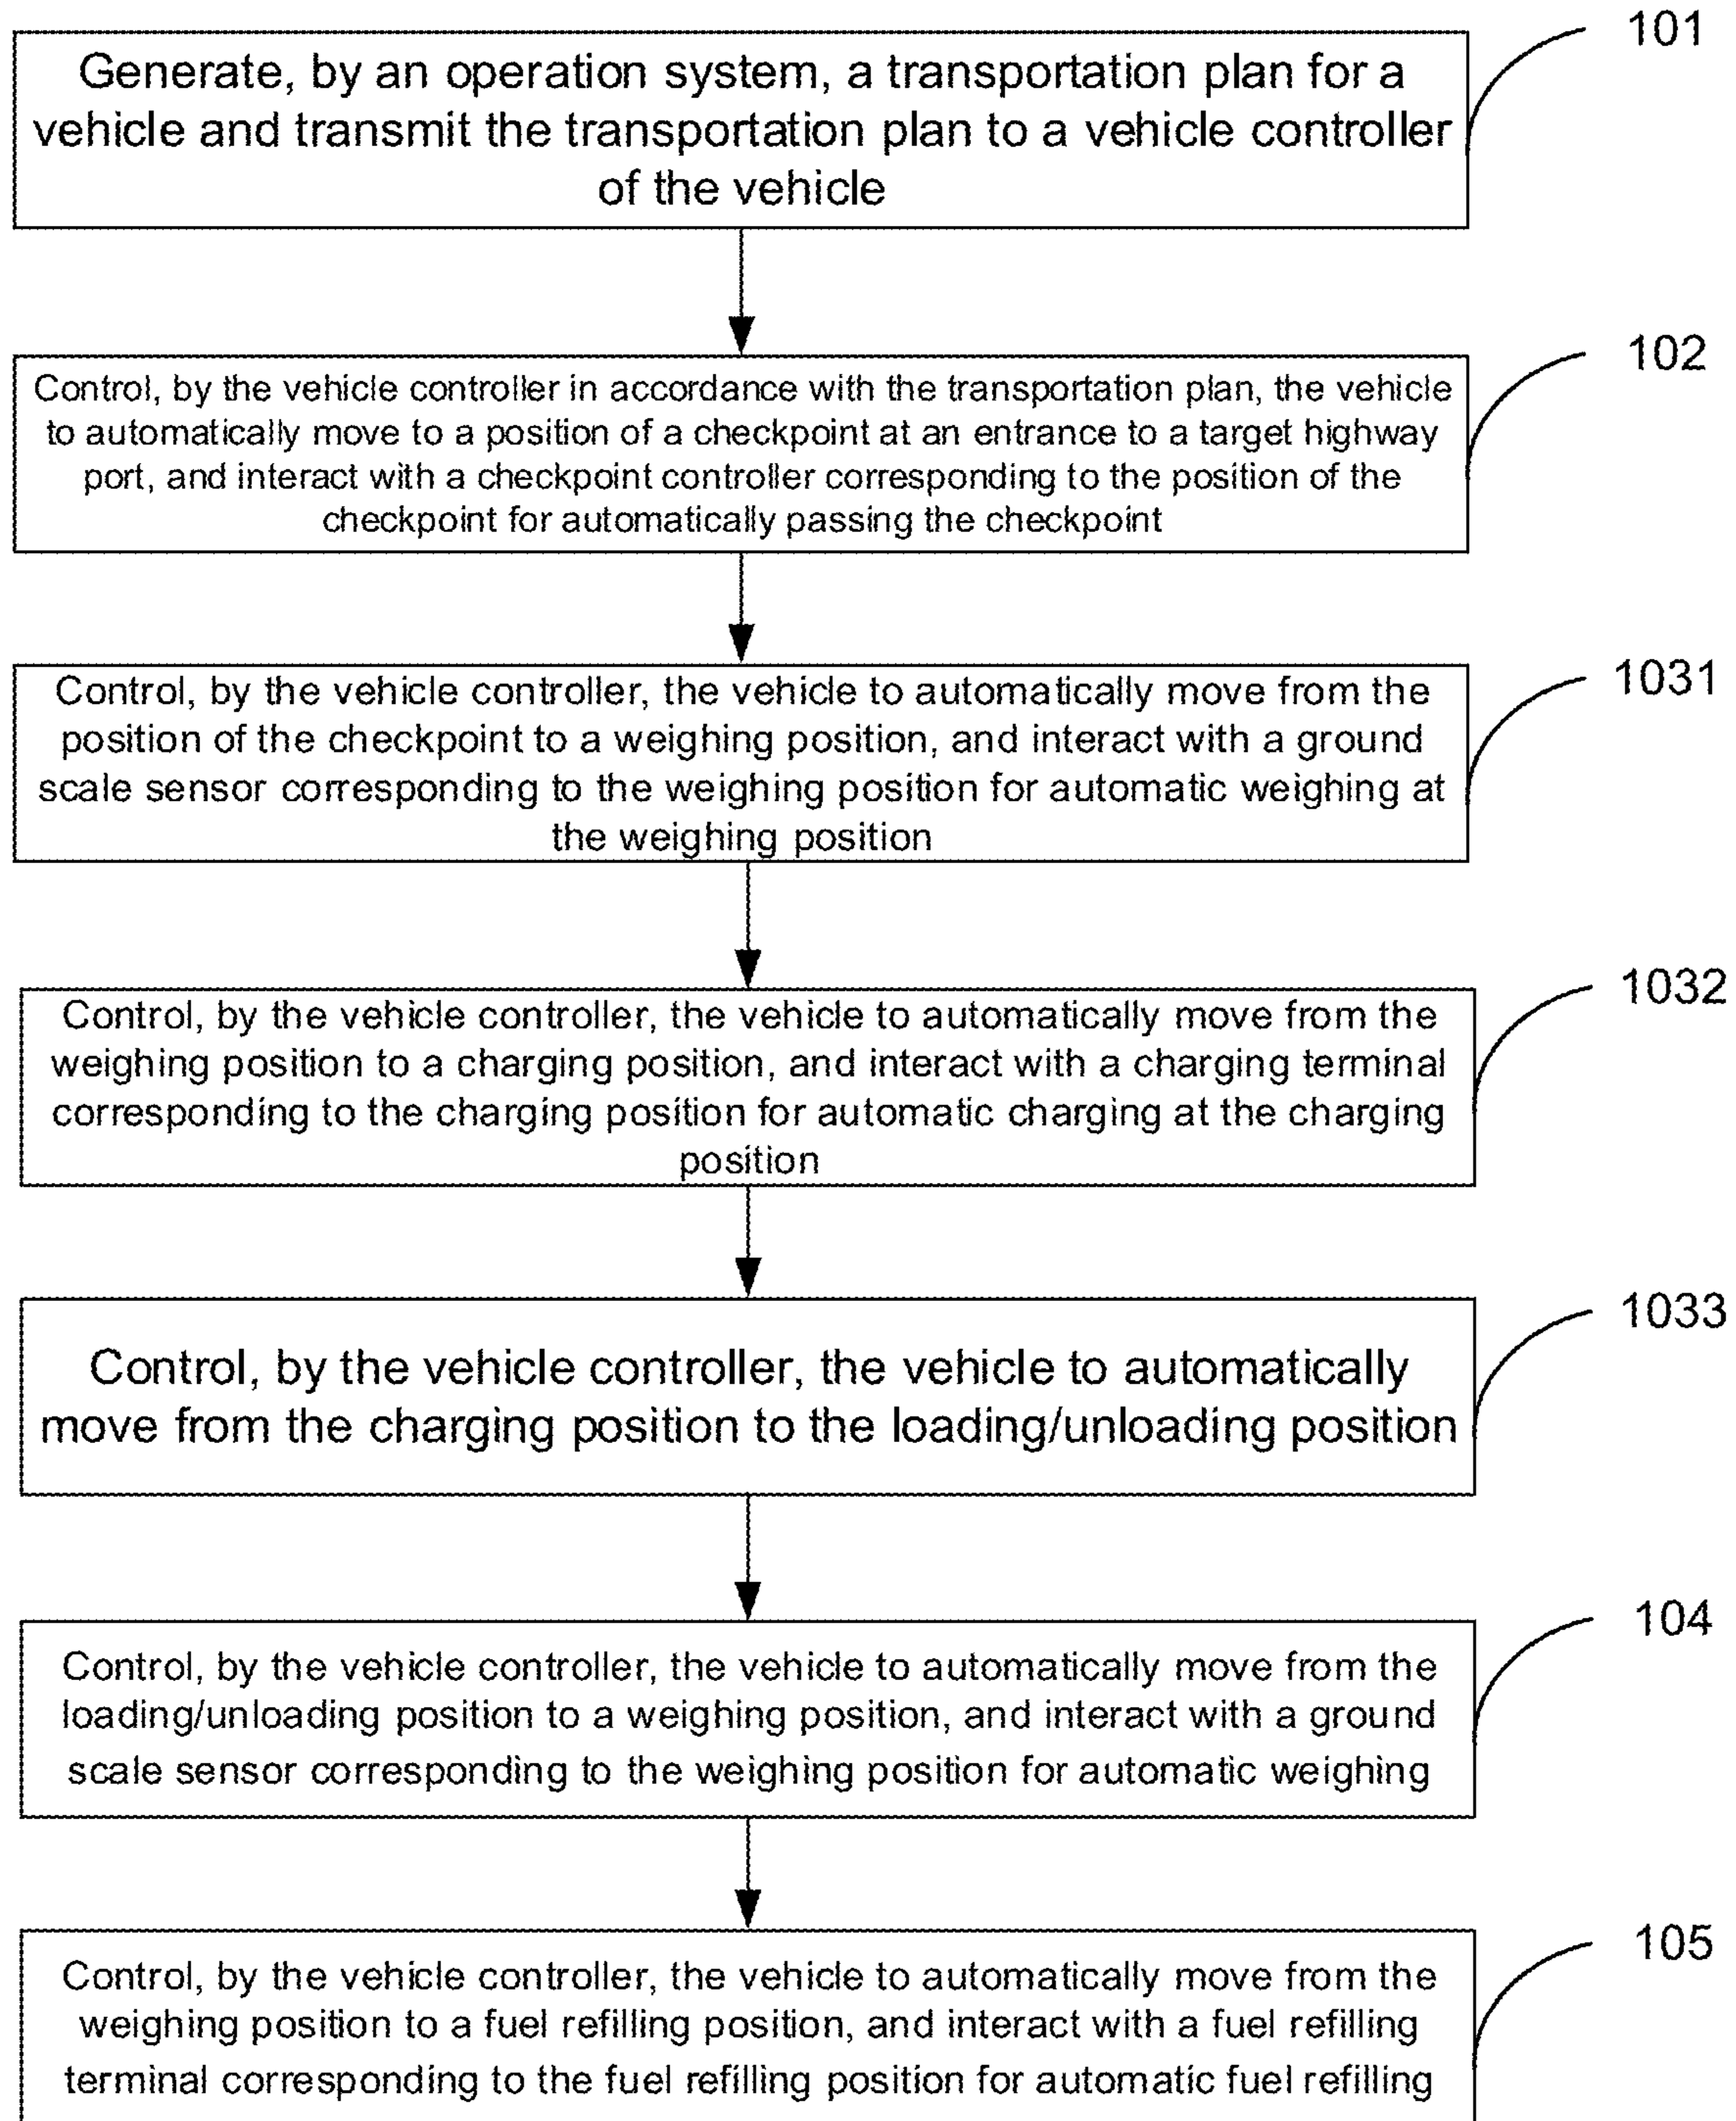 101
Generate, by an operation system, a transportation plan for a
vehicle and transmit the transportation plan to a vehicle controller
of the vehicle
102
Control, by the vehicle controller in accordance with the transportation plan, the vehicle
to automatically move to a position of a checkpoint at an entrance to a target highway
port, and interact with a checkpoint controller corresponding to the position of the
checkpoint for automatically passing the checkpoint
1031
Control, by the vehicle controller, the vehicle to automatically move from the
position of the checkpoint to a weighing position, and interact with a ground
scale sensor corresponding to the weighing position for automatic weighing at
the weighing position
1032
Control, by the vehicle controller, the vehicle to automatically move from the
weighing position to a charging position, and interact with a charging terminal
corresponding to the charging position for automatic charging at the charging
position
1033
Control, by the vehicle controller, the vehicle to automatically
move from the charging position to the loading/unloading position
104
Control, by the vehicle controller, the vehicle to automatically move from the
loading/unloading position to a weighing position, and interact with a ground
scale sensor corresponding to the weighing position for automatic weighing
105
Control, by the vehicle controller, the vehicle to automatically move from the
weighing position to a fuel refilling position, and interact with a fuel refilling
terminal corresponding to the fuel refilling position for automatic fuel refilling